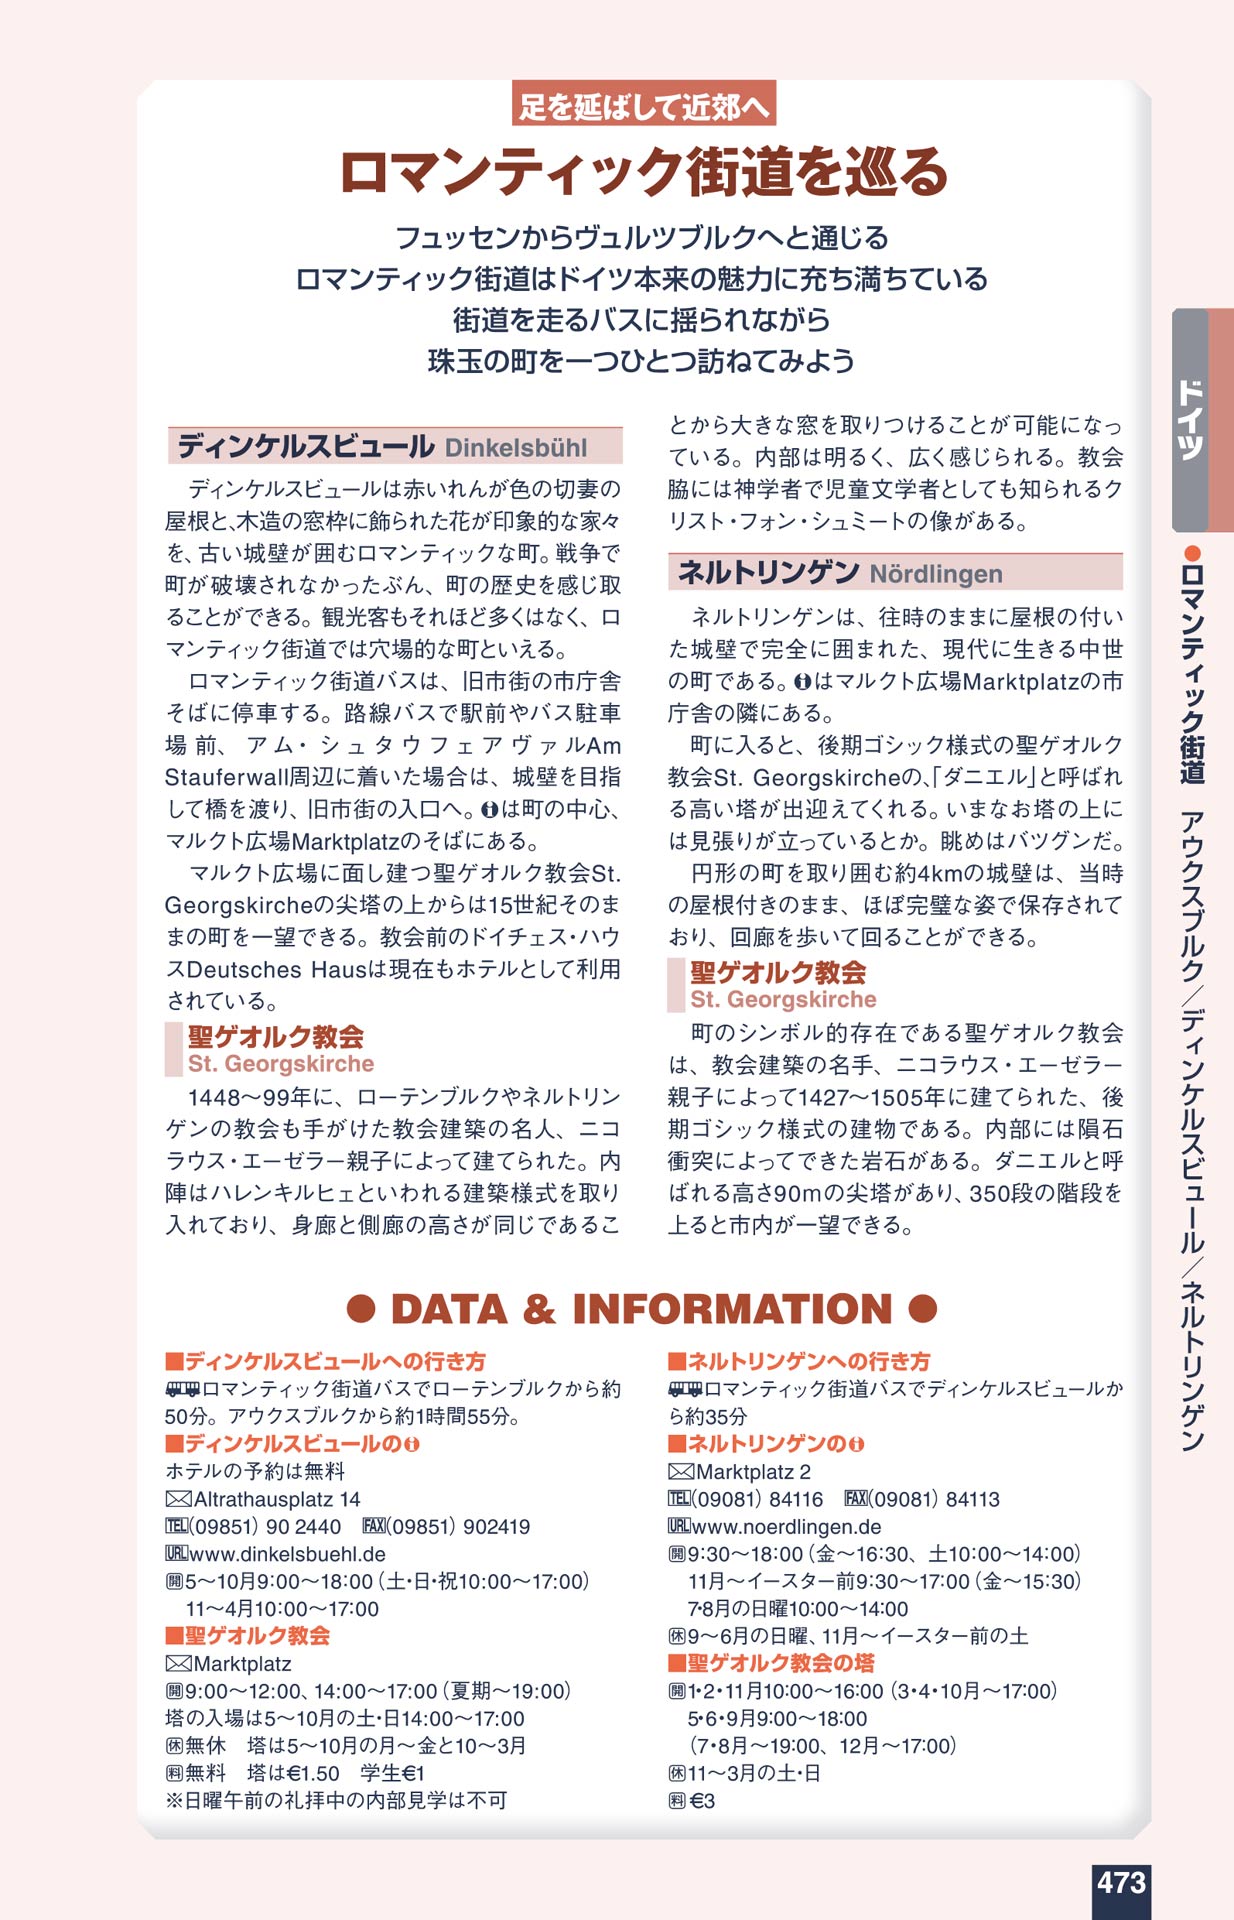 足を延ばして近郊へ
ロマンティック街道を巡る
フュッセンからヴュルツブルクへと通じる
ロマンティック街道はドイツ本来の魅力に充ち満ちている
街道を走るバスに揺られながら
珠玉の町を一つひとつ訪ねてみよう
ディンケルスビュール Dinkelsbühl
ディンケルスビュールは赤いれんが色の切妻の
屋根と、木造の窓枠に飾られた花が印象的な家々
を、古い城壁が囲むロマンティックな町。戦争で
町が破壊されなかったぶん、町の歴史を感じ取
ることができる。観光客もそれほど多くはなく、ロ
マンティック街道では穴場的な町といえる。
ロマンティック街道バスは、旧市街の市庁舎
そばに停車する。路線バスで駅前やバス駐車
場前、アム・シュタウフェアヴァルAm
Stauferwall周辺に着いた場合は、城壁を目指
して橋を渡り、旧市街の入口へ。iは町の中心、
マルクト広場Marktplatzのそばにある。
マルクト広場に面し建つ聖ゲオルク教会St.
Georgskircheの尖塔の上からは15世紀そのま
まの町を一望できる。教会前のドイチェス・ハウ
スDeutsches Hausは現在もホテルとして利用
されている。
聖ゲオルク教会
St. Georgskirche
1448～99年に、ローテンブルクやネルトリン
ゲンの教会も手がけた教会建築の名人、ニコ
ラウス・エーゼラー親子によって建てられた。内
陣はハレンキルヒェといわれる建築様式を取り
入れており、身廊と側廊の高さが同じであるこ
とから大きな窓を取りつけることが可能になっ
ている。内部は明るく、広く感じられる。教会
脇には神学者で児童文学者としても知られるク
リスト・フォン・シュミートの像がある。
ネルトリンゲン Nördlingen
ネルトリンゲンは、往時のままに屋根の付い
た城壁で完全に囲まれた、現代に生きる中世
の町である。iはマルクト広場Marktplatzの市
庁舎の隣にある。
町に入ると、後期ゴシック様式の聖ゲオルク
教会St. Georgskircheの、「ダニエル」と呼ばれ
る高い塔が出迎えてくれる。いまなお塔の上に
は見張りが立っているとか。眺めはバツグンだ。
円形の町を取り囲む約4kmの城壁は、当時
の屋根付きのまま、ほぼ完璧な姿で保存されて
おり、回廊を歩いて回ることができる。
聖ゲオルク教会
St. Georgskirche
町のシンボル的存在である聖ゲオルク教会
は、教会建築の名手、ニコラウス・エーゼラー
親子によって1427～1505年に建てられた、後
期ゴシック様式の建物である。内部には隕石
衝突によってできた岩石がある。ダニエルと呼
ばれる高さ90mの尖塔があり、350段の階段を
上ると市内が一望できる。
● DATA & INFORMATION ●
■ディンケルスビュールへの行き方
ロマンティック街道バスでローテンブルクから約
50分。アウクスブルクから約1時間55分。
■ディンケルスビュールのi
ホテルの予約は無料
Altrathausplatz 14
TEL(09851) 90 2440 FAX(09851) 902419
URLwww.dinkelsbuehl.de
開5～10月9:00～18:00（土・日・祝10:00～17:00）
11～4月10:00～17:00
■聖ゲオルク教会
Marktplatz
開9:00～12:00、14:00～17:00（夏期～19:00）
塔の入場は5～10月の土・日14:00～17:00
休無休 塔は5～10月の月～金と10～3月
料無料 塔は€1.50 学生€1
※日曜午前の礼拝中の内部見学は不可
■ネルトリンゲンへの行き方
ロマンティック街道バスでディンケルスビュールか
ら約35分
■ネルトリンゲンのi
Marktplatz 2
TEL(09081) 84116 FAX(09081) 84113
URLwww.noerdlingen.de
開9:30～18:00（金～16:30、土10:00～14:00）
11月～イースター前9:30～17:00（金～15:30）
7・8月の日曜10:00～14:00
休9～6月の日曜、11月～イースター前の土
■聖ゲオルク教会の塔
開1・2・11月10:00～16:00（3・4・10月～17:00）
5・6・9月9:00～18:00
（7・8月～19:00、12月～17:00）
休11～3月の土・日
料€3
ドイツ
●ロマンティック街道 アウクスブルク／ディンケルスビュール／ネルトリンゲン
473